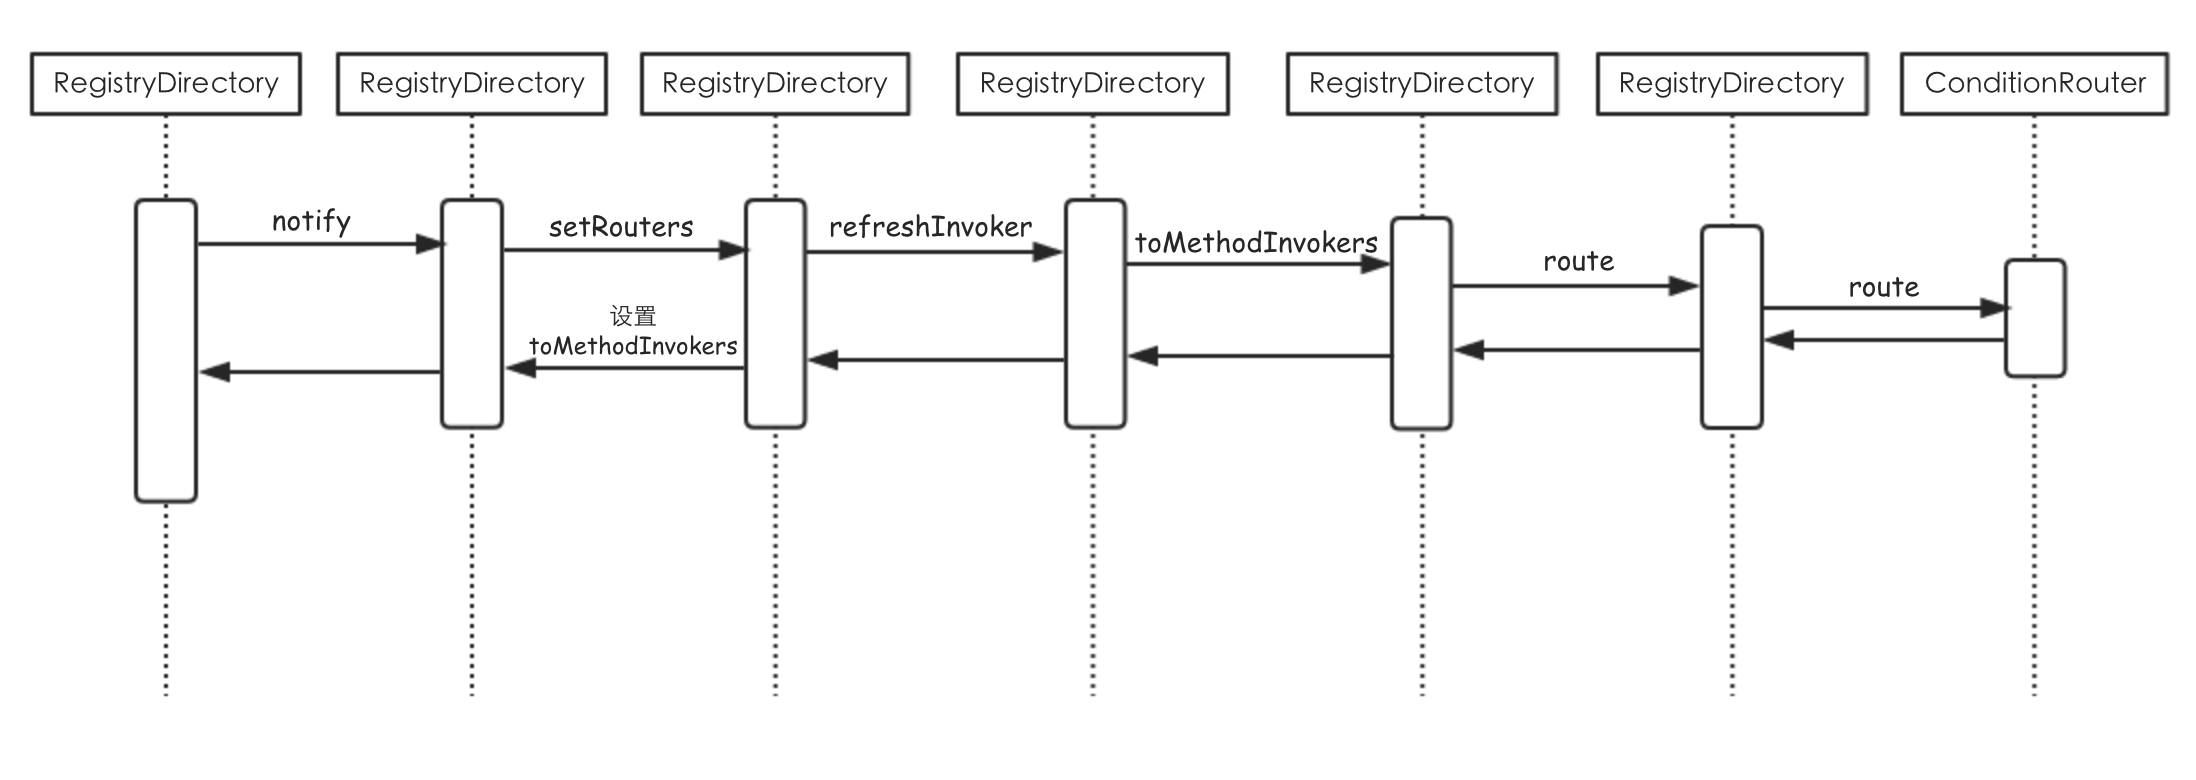 RegistryDirectory
RegistryDirectory
RegistryDirectory
RegistryDirectory
RegistryDirectory
RegistryDirectory
ConditionRouter
notify
setRouters
refreshInvoker
toMethodInvokers
route
route
设置
toMethodInvokers